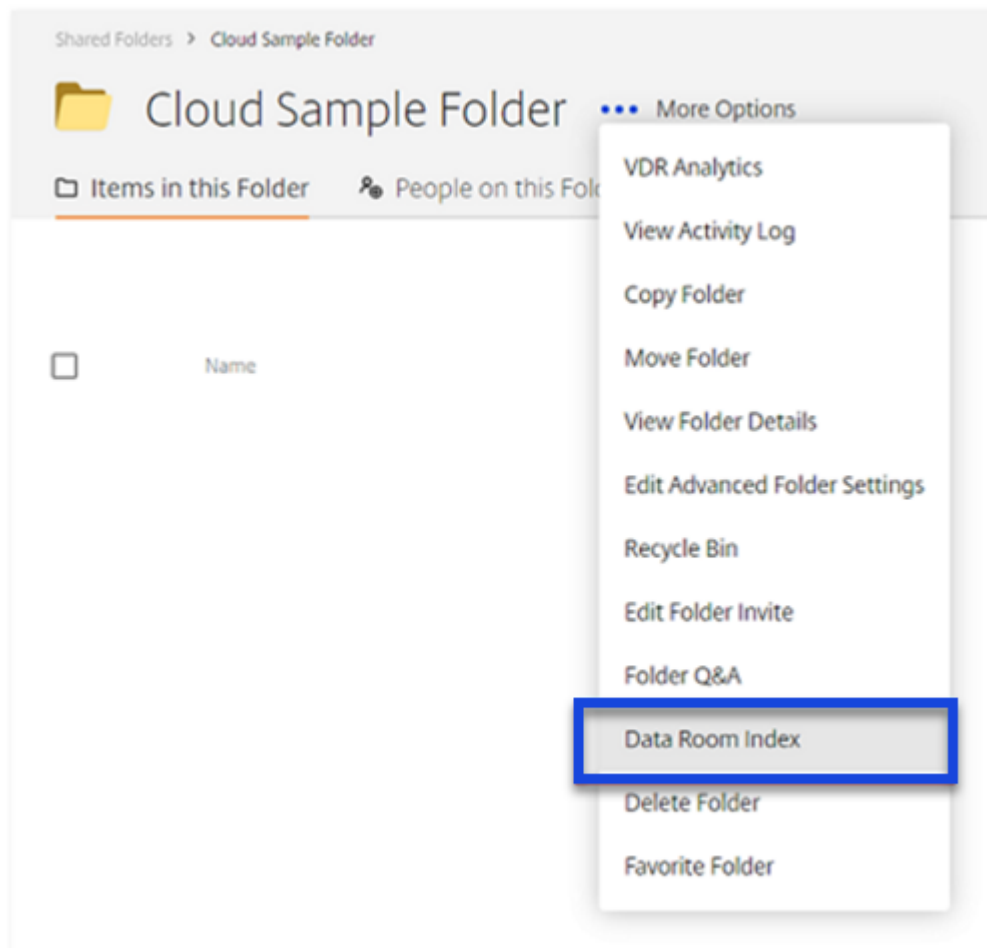 Shared Folders > Cloud Sample Folder
Cloud Sample Folder ••• More Options
Items in this Folder People on this Fol
VDR Analytics
View Activity Log
Copy Folder
Name
Move Folder
View Folder Details
Edit Advanced Folder Settings
Recycle Bin
Edit Folder Invite
Folder Q&A
Data Room Index
Delete Folder
Favorite Folder